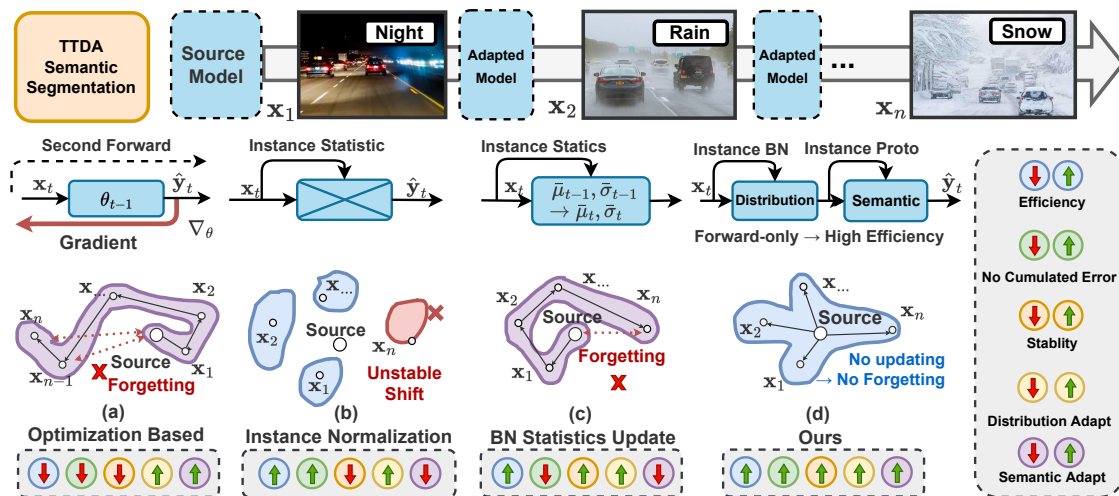 TTDA
Semantic
Segmentation
Source
Model
x₁
Night
Adapted
Model
x₂
Rain
Adapted
Model
...
xₙ
Snow
Second Forward
xₜ
θₜ₋₁
ŷₜ
Gradient
∇θ
Instance Statistic
xₜ
ŷₜ
Instance Statics
xₜ
μ̄ₜ₋₁, σ̄ₜ₋₁
→ μ̄ₜ, σ̄ₜ
Instance BN
Instance Proto
xₜ
Distribution
Semantic
ŷₜ
Forward-only → High Efficiency
x...
x₂
xₙ
Source
xₙ₋₁
X Forgetting
x₁
(a)
x...
x₂
Source
xₙ
x₁
Unstable
Shift
(b)
x...
x₂
xₙ
Source
Forgetting
x₁
X
(c)
x...
x₂
Source
xₙ
x₁
No updating
→ No Forgetting
(d)
Optimization Based
Instance Normalization
BN Statistics Update
Ours
Efficiency
No Cumulated Error
Stablity
Distribution Adapt
Semantic Adapt